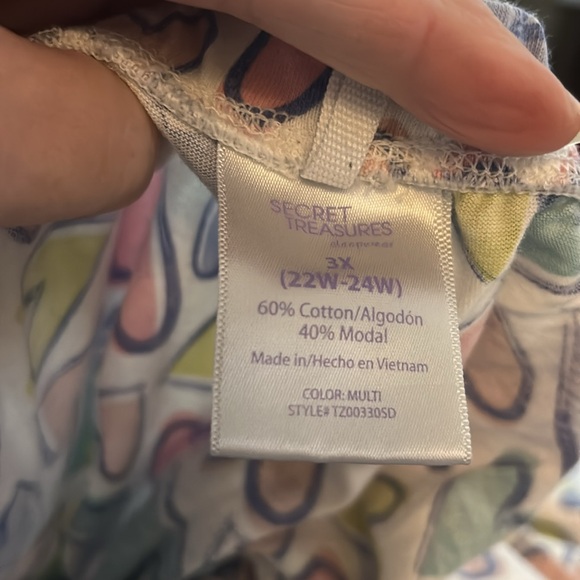 SECRET
TREASURES
sleepwear
3X
(22W-24W)
60% Cotton/Algodón
40% Modal
Made in/Hecho en Vietnam
COLOR: MULTI
STYLE# TZ00330SD